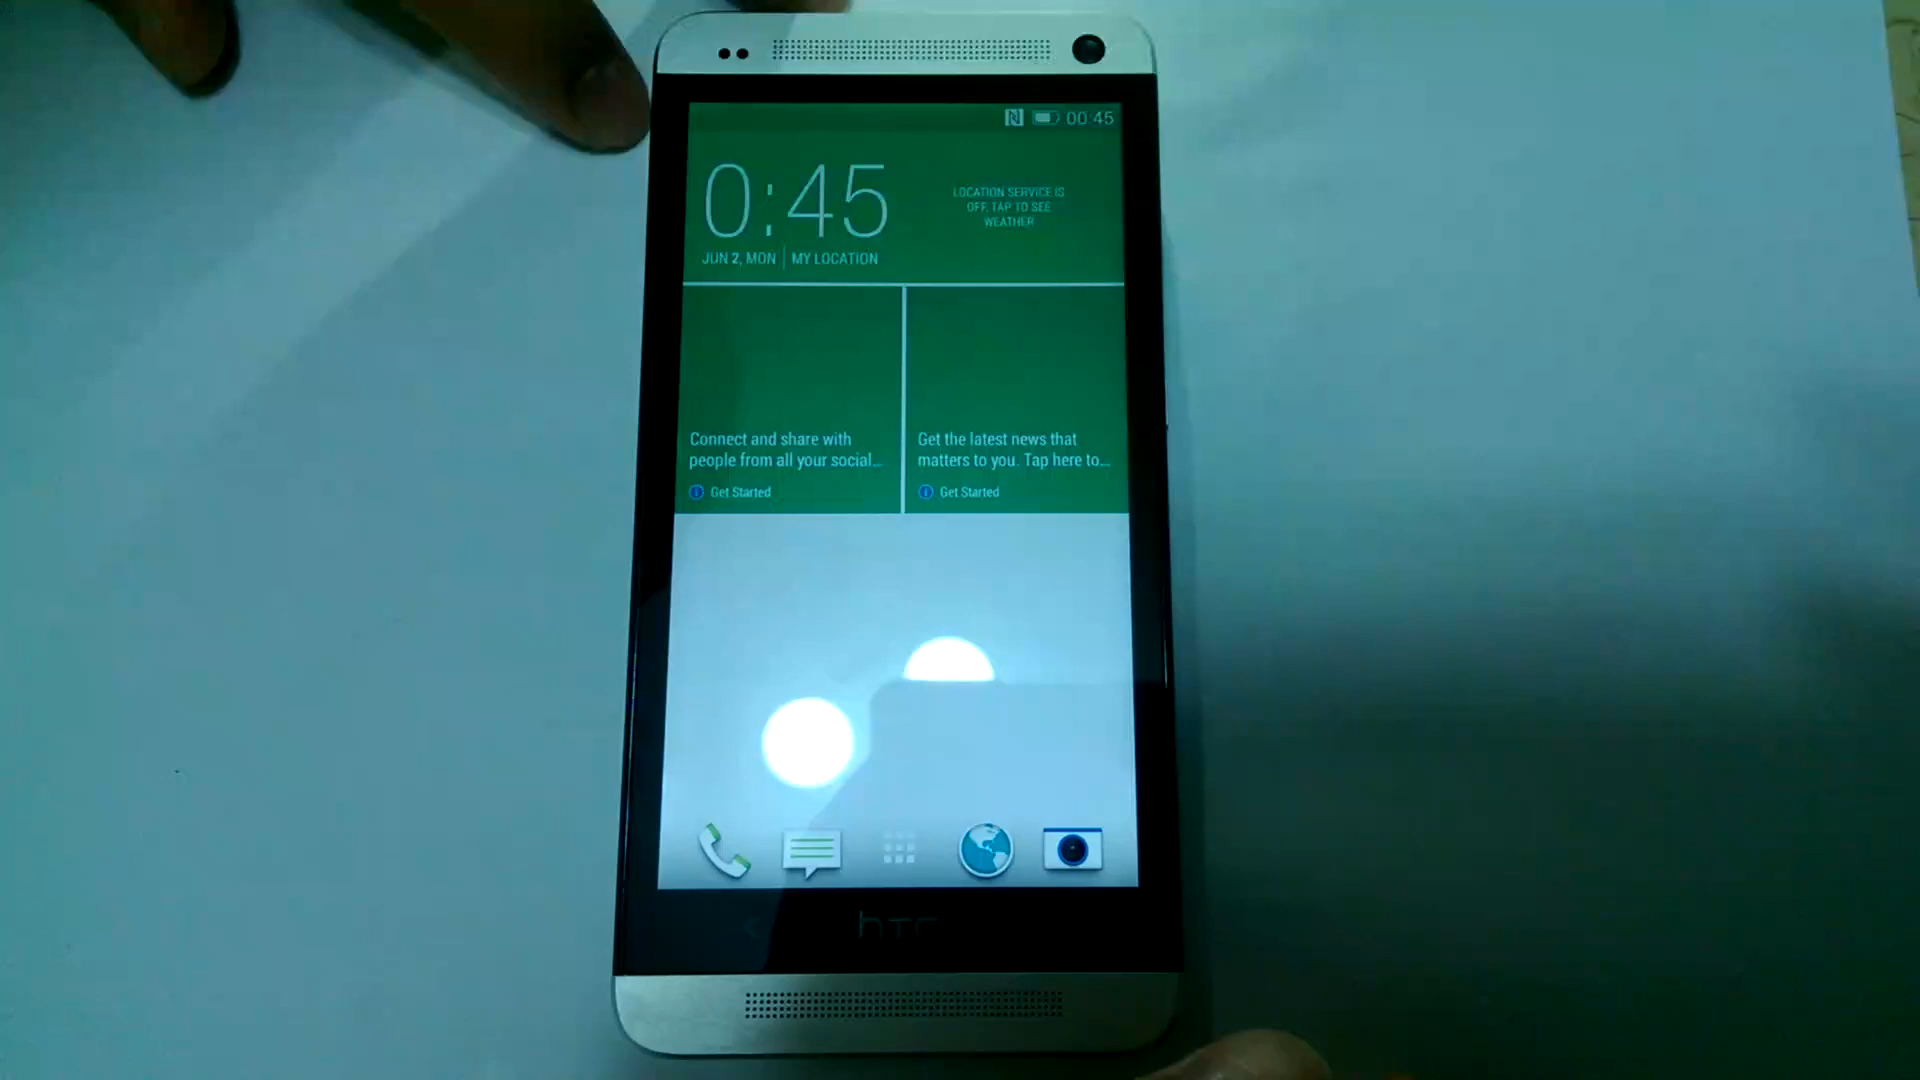 00:45
0:45
LOCATION SERVICE IS
OFF. TAP TO SEE
WEATHER
JUN 2, MON | MY LOCATION
Connect and share with
people from all your social...
Get Started
Get the latest news that
matters to you. Tap here to...
Get Started
hTC